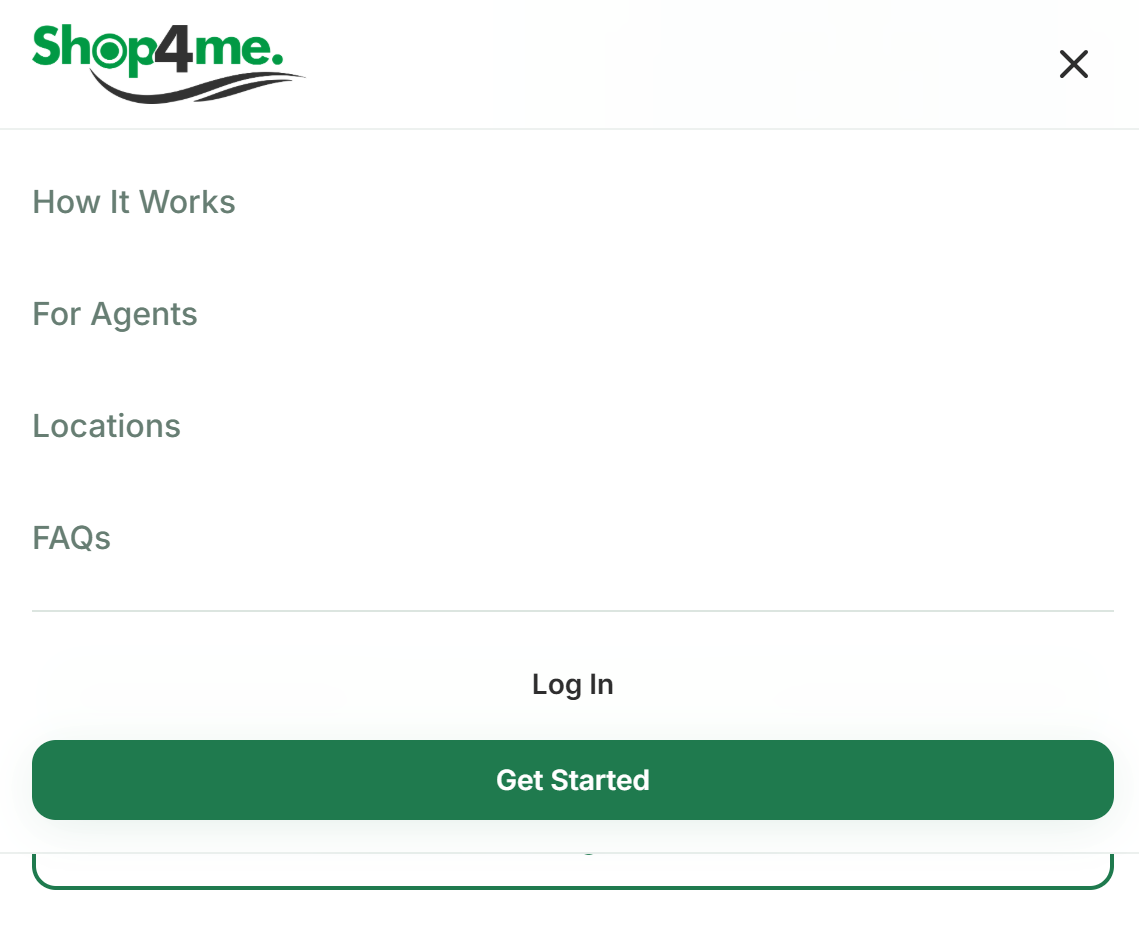 Shop4me.
How It Works
For Agents
Locations
FAQs
Log In
Get Started